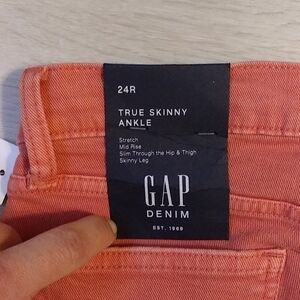 24R
TRUE SKINNY
ANKLE
Stretch
Mid Rise
Slim Through the Hip & Thigh
Skinny Leg
GAP
DENIM
EST. 1969